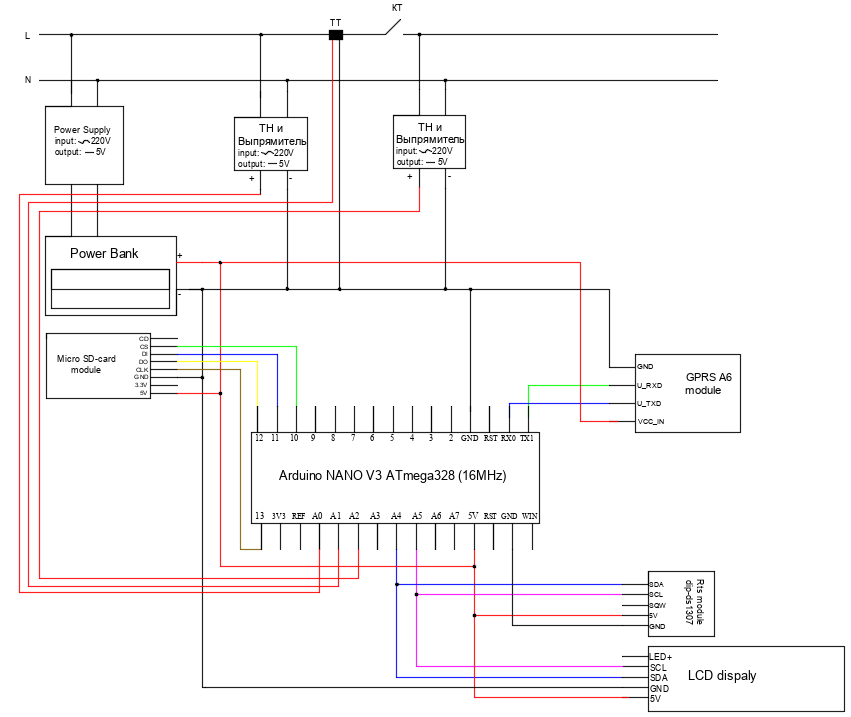 КТ
ТТ
L
N
Power Supply
input: 220V
output: 5V
ТН и
Выпрямитель
input: 220V
output: 5V
+ -
ТН и
Выпрямитель
input: 220V
output: 5V
+ -
Power Bank
+
-
Micro SD-card
module
CD
CS
DI
DO
CLK
GND
3.3V
5V
GND
U_RXD
U_TXD
VCC_IN
GPRS A6
module
12 11 10 9 8 7 6 5 4 3 2 GND RST RX0 TX1
Arduino NANO V3 ATmega328 (16MHz)
13 3V3 REF A0 A1 A2 A3 A4 A5 A6 A7 5V RST GND WIN
SDA
SCL
SQW
5V
GND
Rts module
dip-ds1307
LED+
SCL
SDA
GND
5V
LCD dispaly